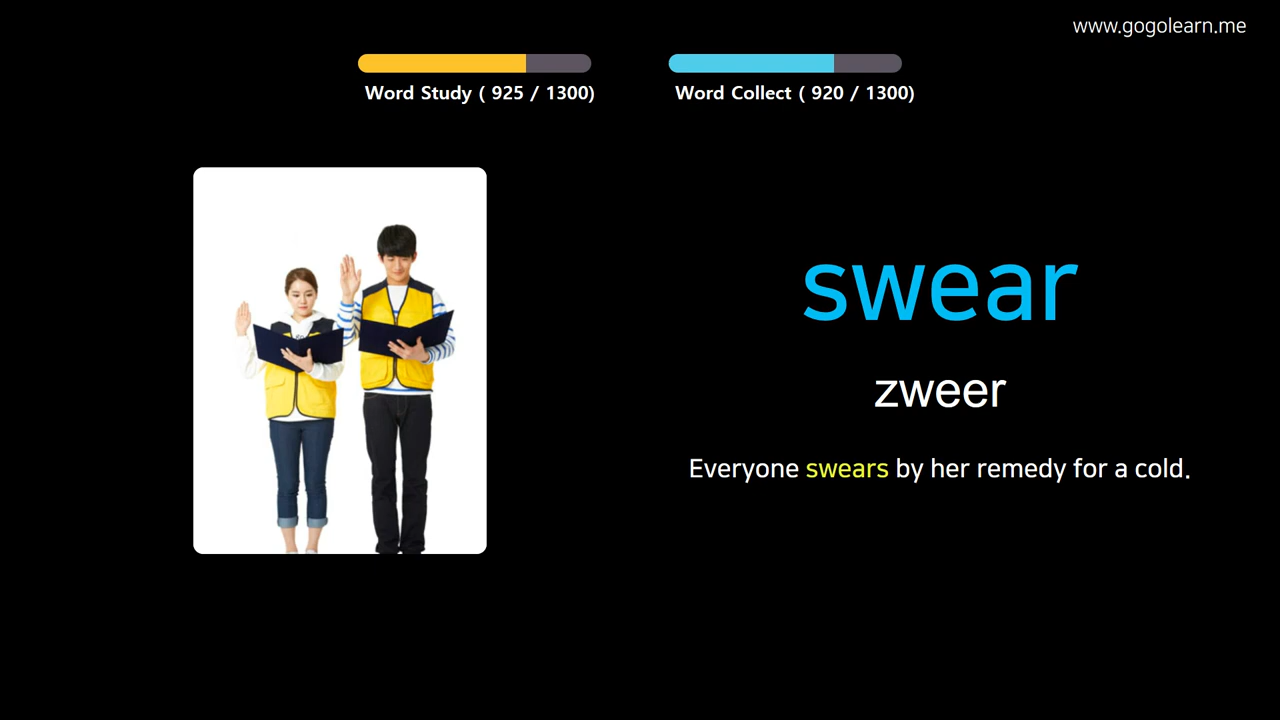 www.gogolearn.me
Word Study ( 925 / 1300)
Word Collect ( 920 / 1300)
swear
zweer
Everyone swears by her remedy for a cold.